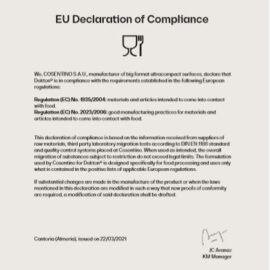 EU Declaration of Compliance
We, COSENTINO S.A.U., manufacturer of big format ultracompact surfaces, declare that
Dekton® is in compliance with the requirements established in the following European
regulations:
Regulation (EC) No. 1935/2004: materials and articles intended to come into contact
with food.
Regulation (EC) No. 2023/2006: good manufacturing practices for materials and
articles intended to come into contact with food.
This declaration of compliance is based on the information received from suppliers of
raw materials, third party laboratory migration tests according to DIN EN 1186 standard
and quality control systems placed at Cosentino. When used as intended, the overall
migration of substances subject to restriction do not exceed legal limits. The formulation
used by Cosentino for Dekton® is designed specifically for food processing and uses only
what is contained in the positive lists of applicable European regulations.
If substantial changes are made in the manufacture of the product or when the laws
mentioned in this declaration are modified in such a way that new proofs of conformity
are required, a modification of said declaration shall be drafted.
Cantoria (Almería), issued on 22/03/2021
JC Aranaz
KM Manager